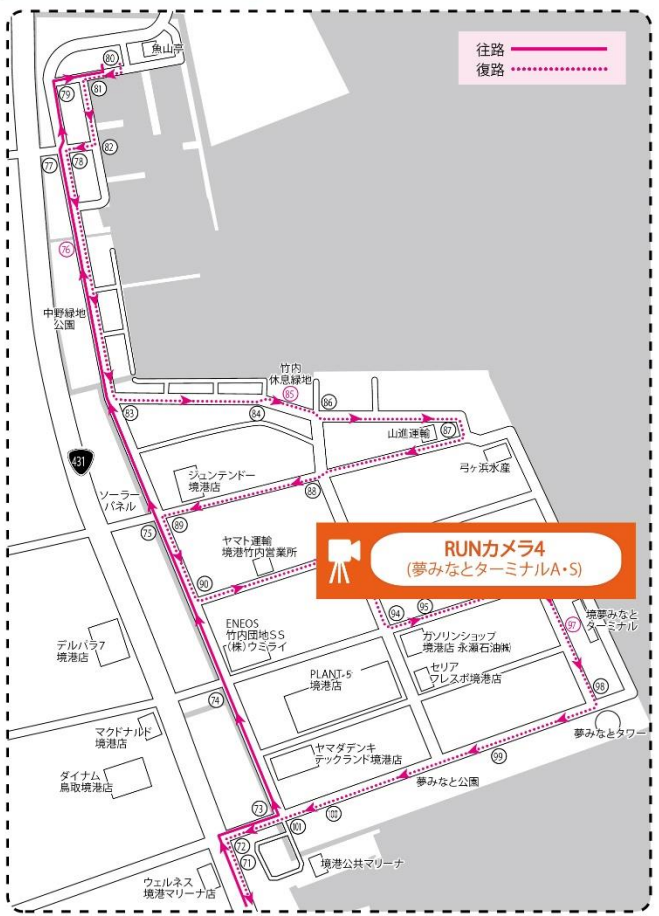 往路
復路
魚山亭
80
79
81
82
77
78
76
中野緑地
公園
竹内
休息緑地
85
83
84
86
山進運輸
87
弓ヶ浜水産
431
ジュンテンドー
境港店
88
ソーラー
パネル
75
89
ヤマト運輸
境港竹内営業所
RUNカメラ4
(夢みなとターミナルA・S)
90
94
95
97
境夢みなと
ターミナル
ENEOS
竹内団地SS
(株)ウミライ
ガソリンショップ
境港店 永瀬石油㈱
デルパラ7
境港店
PLANT-5
境港店
セリア
フレスポ境港店
74
98
夢みなとタワー
マクドナルド
境港店
ヤマダデンキ
テックランド境港店
99
ダイナム
鳥取境港店
夢みなと公園
73
100
101
72
71
境港公共マリーナ
ウェルネス
境港マリーナ店